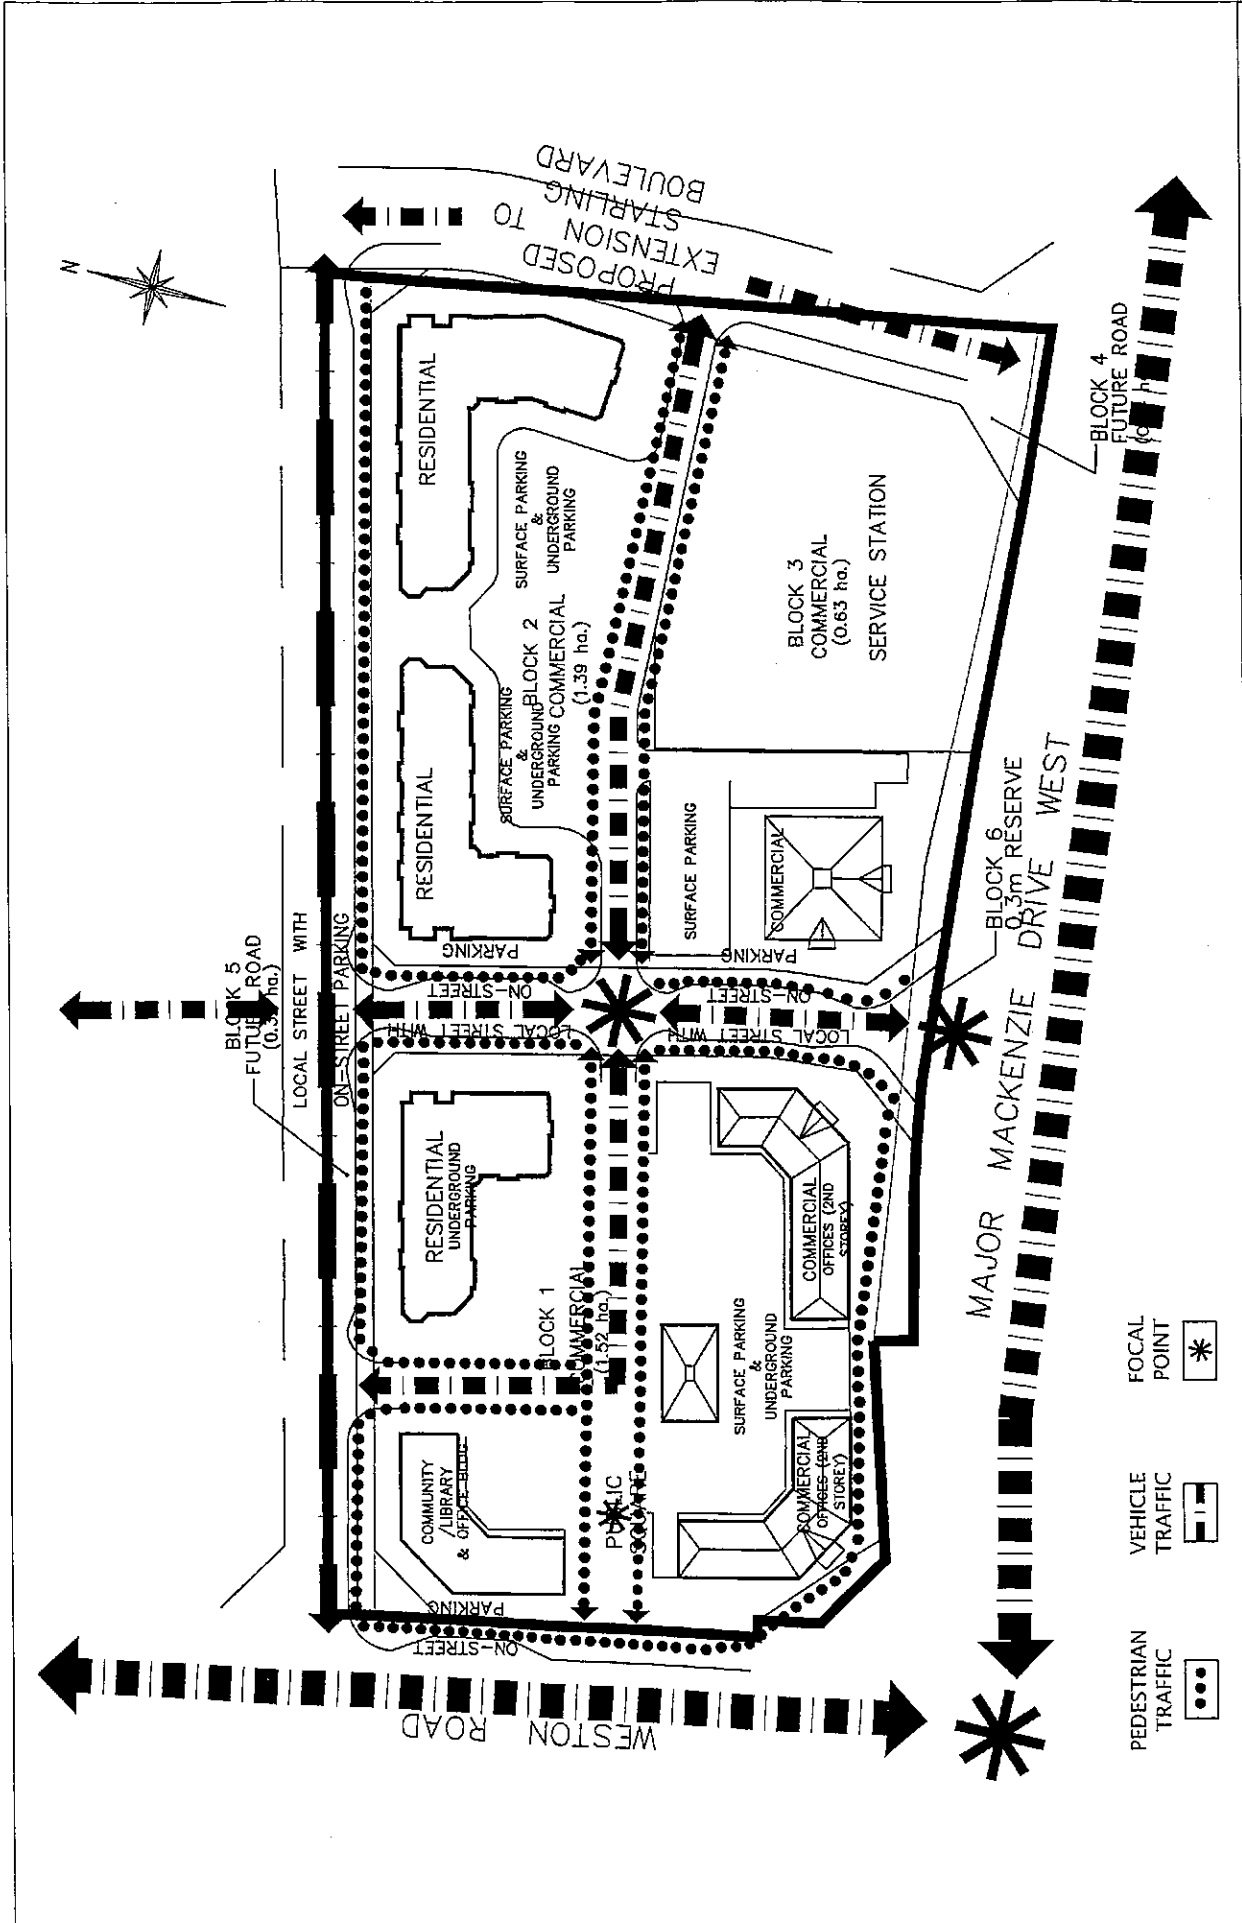 N
PROPOSED
EXTENSION TO
STARLING
BOULEVARD
BLOCK 5
FUTURE ROAD
LOCAL STREET WITH
ON-STREET PARKING
RESIDENTIAL
SURFACE PARKING
&
UNDERGROUND
PARKING
BLOCK 2
COMMERCIAL
(1.39 ha.)
RESIDENTIAL
SURFACE PARKING
&
UNDERGROUND
PARKING
ON-STREET
PARKING
LOCAL STREET WITH
RESIDENTIAL
UNDERGROUND
PARKING
BLOCK 1
COMMERCIAL
(1.52 ha.)
COMMUNITY
/LIBRARY
& OFFICE BLDG.
PUBLIC
SQUARE
ON-STREET
PARKING
WESTON ROAD
BLOCK 3
COMMERCIAL
(0.63 ha.)
SERVICE STATION
BLOCK 4
FUTURE ROAD
SURFACE PARKING
COMMERCIAL
ON-STREET
PARKING
LOCAL STREET WITH
BLOCK 6
0.3m RESERVE
COMMERCIAL
OFFICES (2ND
STOREY)
SURFACE PARKING
&
UNDERGROUND
PARKING
COMMERCIAL
OFFICES (2ND
STOREY)
MAJOR MACKENZIE DRIVE WEST
PEDESTRIAN
TRAFFIC
VEHICLE
TRAFFIC
FOCAL
POINT